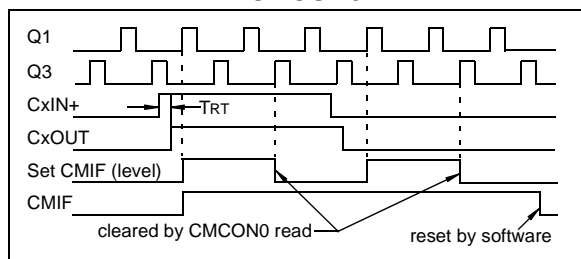 Q1
Q3
CxIN+
TRT
CxOUT
Set CMIF (level)
CMIF
cleared by CMCON0 read
reset by software